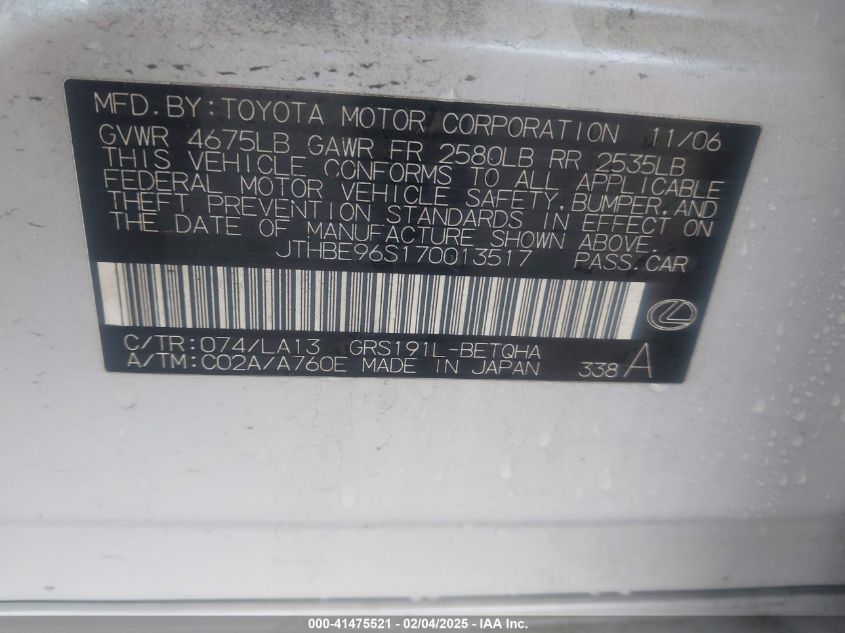 MFD. BY: TOYOTA MOTOR CORPORATION 11/06
GVWR 4675LB GAWR FR 2580LB RR 2535LB
THIS VEHICLE CONFORMS TO ALL APPLICABLE
FEDERAL MOTOR VEHICLE SAFETY, BUMPER, AND
THEFT PREVENTION STANDARDS IN EFFECT ON
THE DATE OF MANUFACTURE SHOWN ABOVE.
JTHBE96S170013517 PASS. CAR
C/TR: 074/LA13 GRS191L-BETQHA
A/TM: C02A/A760E MADE IN JAPAN 338 A
000-41475521 - 02/04/2025 - IAA Inc.